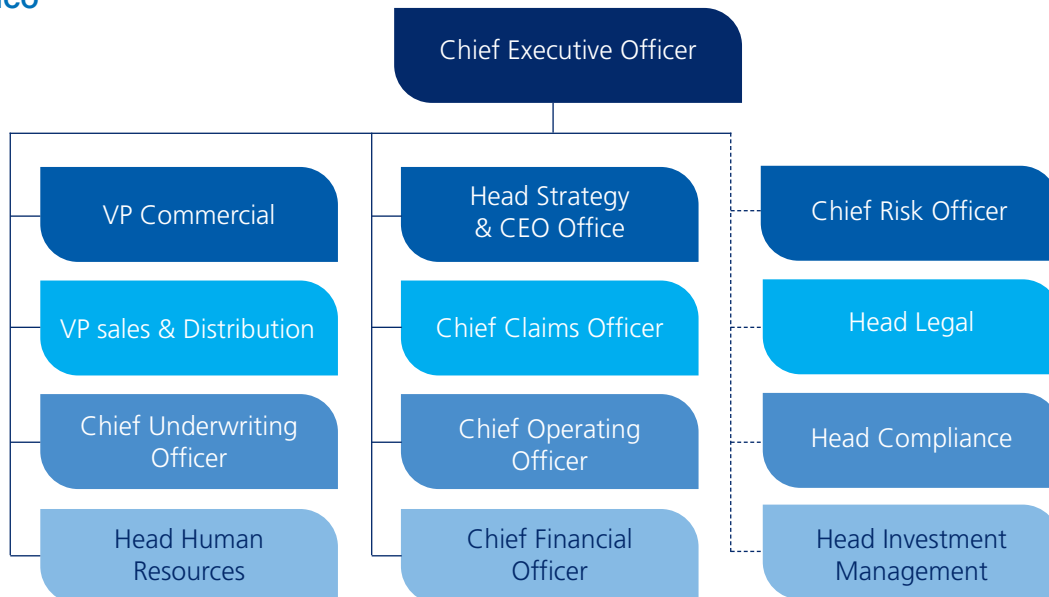 Chief Executive Officer
VP Commercial
Head Strategy
& CEO Office
Chief Risk Officer
VP sales & Distribution
Chief Claims Officer
Head Legal
Chief Underwriting
Officer
Chief Operating
Officer
Head Compliance
Head Human
Resources
Chief Financial
Officer
Head Investment
Management